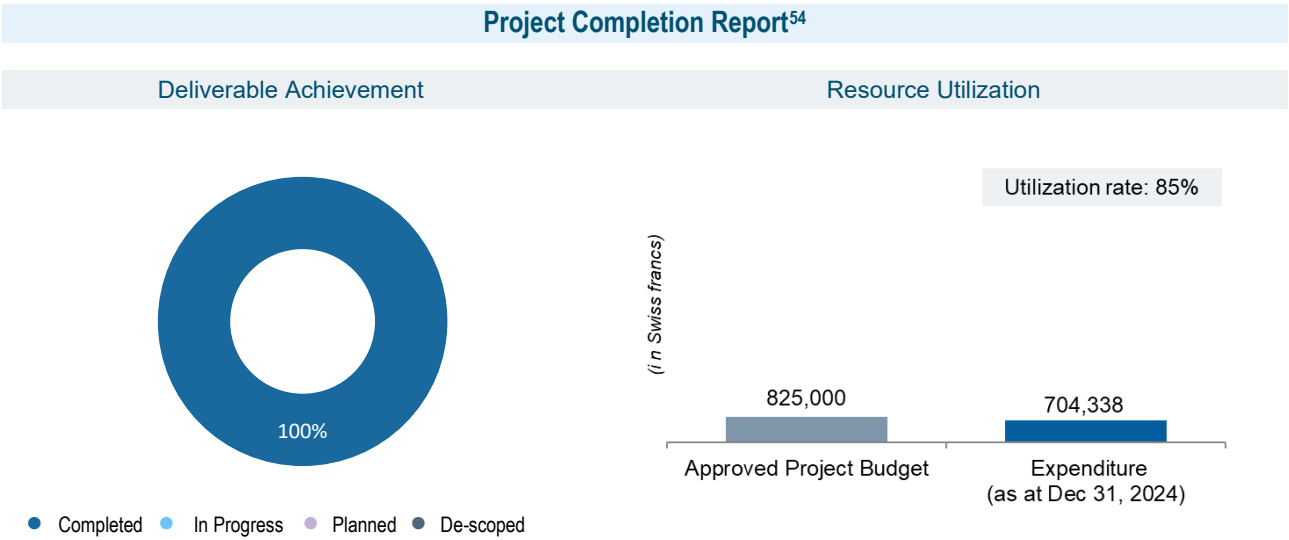 Project Completion Report54
Deliverable Achievement
Resource Utilization
Utilization rate: 85%
(in Swiss francs)
825,000
704,338
100%
Approved Project Budget
Expenditure
(as at Dec 31, 2024)
Completed
In Progress
Planned
De-scoped